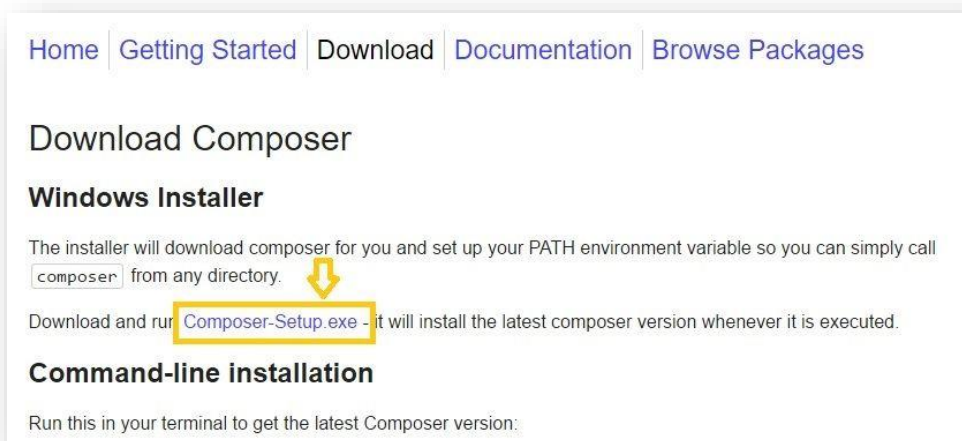 Home Getting Started Download Documentation Browse Packages
Download Composer
Windows Installer
The installer will download composer for you and set up your PATH environment variable so you can simply call
composer from any directory.
Download and run Composer-Setup.exe - it will install the latest composer version whenever it is executed.
Command-line installation
Run this in your terminal to get the latest Composer version: